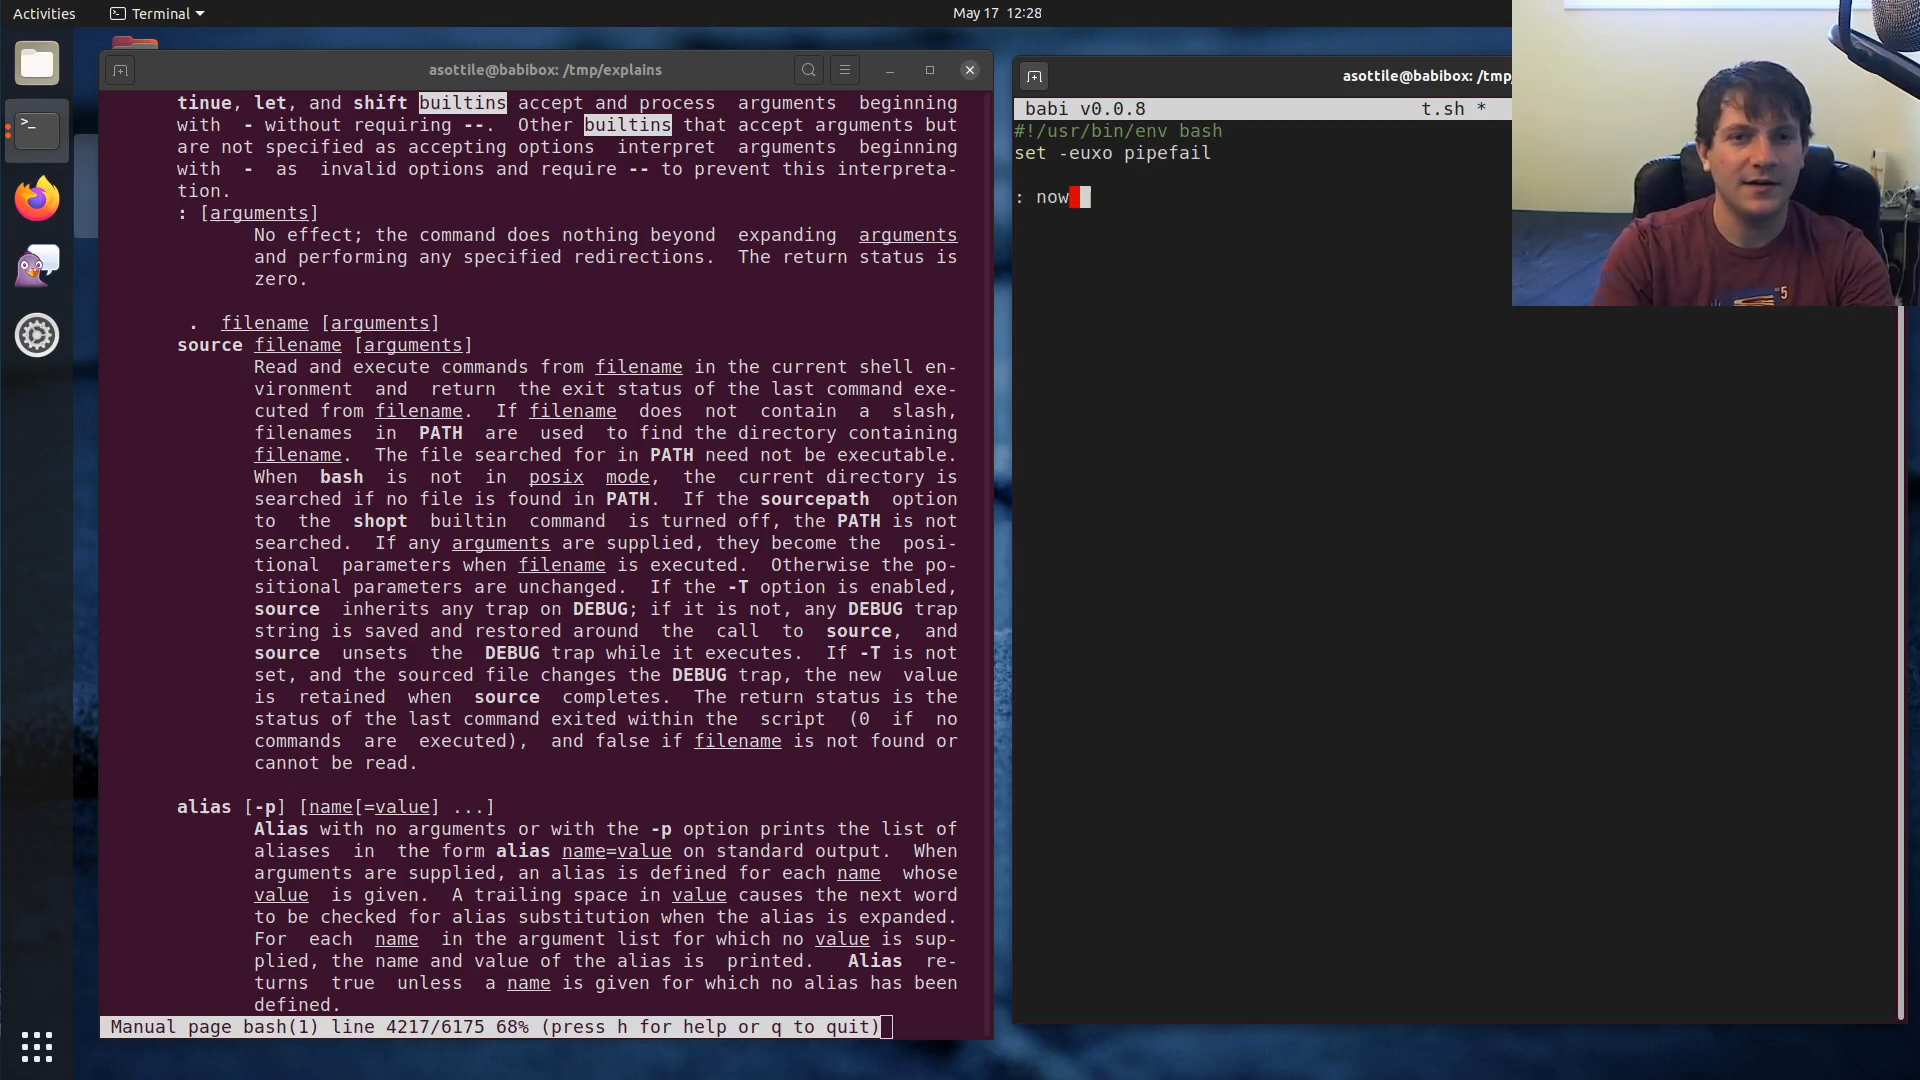 Activities
Terminal
May 17 12:28
asottile@babibox: /tmp/explains
tinue, let, and shift builtins accept and process arguments beginning
with - without requiring --. Other builtins that accept arguments but
are not specified as accepting options interpret arguments beginning
with - as invalid options and require -- to prevent this interpreta-
tion.
: [arguments]
No effect; the command does nothing beyond expanding arguments
and performing any specified redirections. The return status is
zero.
. filename [arguments]
source filename [arguments]
Read and execute commands from filename in the current shell en-
vironment and return the exit status of the last command exe-
cuted from filename. If filename does not contain a slash,
filenames in PATH are used to find the directory containing
filename. The file searched for in PATH need not be executable.
When bash is not in posix mode, the current directory is
searched if no file is found in PATH. If the sourcepath option
to the shopt builtin command is turned off, the PATH is not
searched. If any arguments are supplied, they become the posi-
tional parameters when filename is executed. Otherwise the po-
sitional parameters are unchanged. If the -T option is enabled,
source inherits any trap on DEBUG; if it is not, any DEBUG trap
string is saved and restored around the call to source, and
source unsets the DEBUG trap while it executes. If -T is not
set, and the sourced file changes the DEBUG trap, the new value
is retained when source completes. The return status is the
status of the last command exited within the script (0 if no
commands are executed), and false if filename is not found or
cannot be read.
alias [-p] [name[=value] ...]
Alias with no arguments or with the -p option prints the list of
aliases in the form alias name=value on standard output. When
arguments are supplied, an alias is defined for each name whose
value is given. A trailing space in value causes the next word
to be checked for alias substitution when the alias is expanded.
For each name in the argument list for which no value is sup-
plied, the name and value of the alias is printed. Alias re-
turns true unless a name is given for which no alias has been
defined.
Manual page bash(1) line 4217/6175 68% (press h for help or q to quit)
asottile@babibox: /tmp
babi v0.0.8 t.sh *
#!/usr/bin/env bash
set -euxo pipefail
: now
5